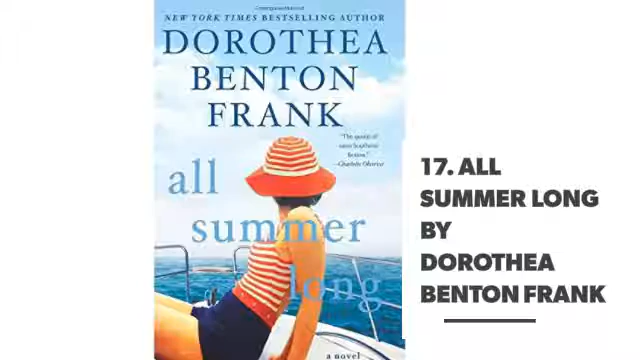 NEW YORK TIMES BESTSELLING AUTHOR
DOROTHEA
BENTON
FRANK
"The queen of
Southern
fiction."
—Charlotte Observer
all
summer
long
a novel
17. ALL
SUMMER LONG
BY
DOROTHEA
BENTON FRANK